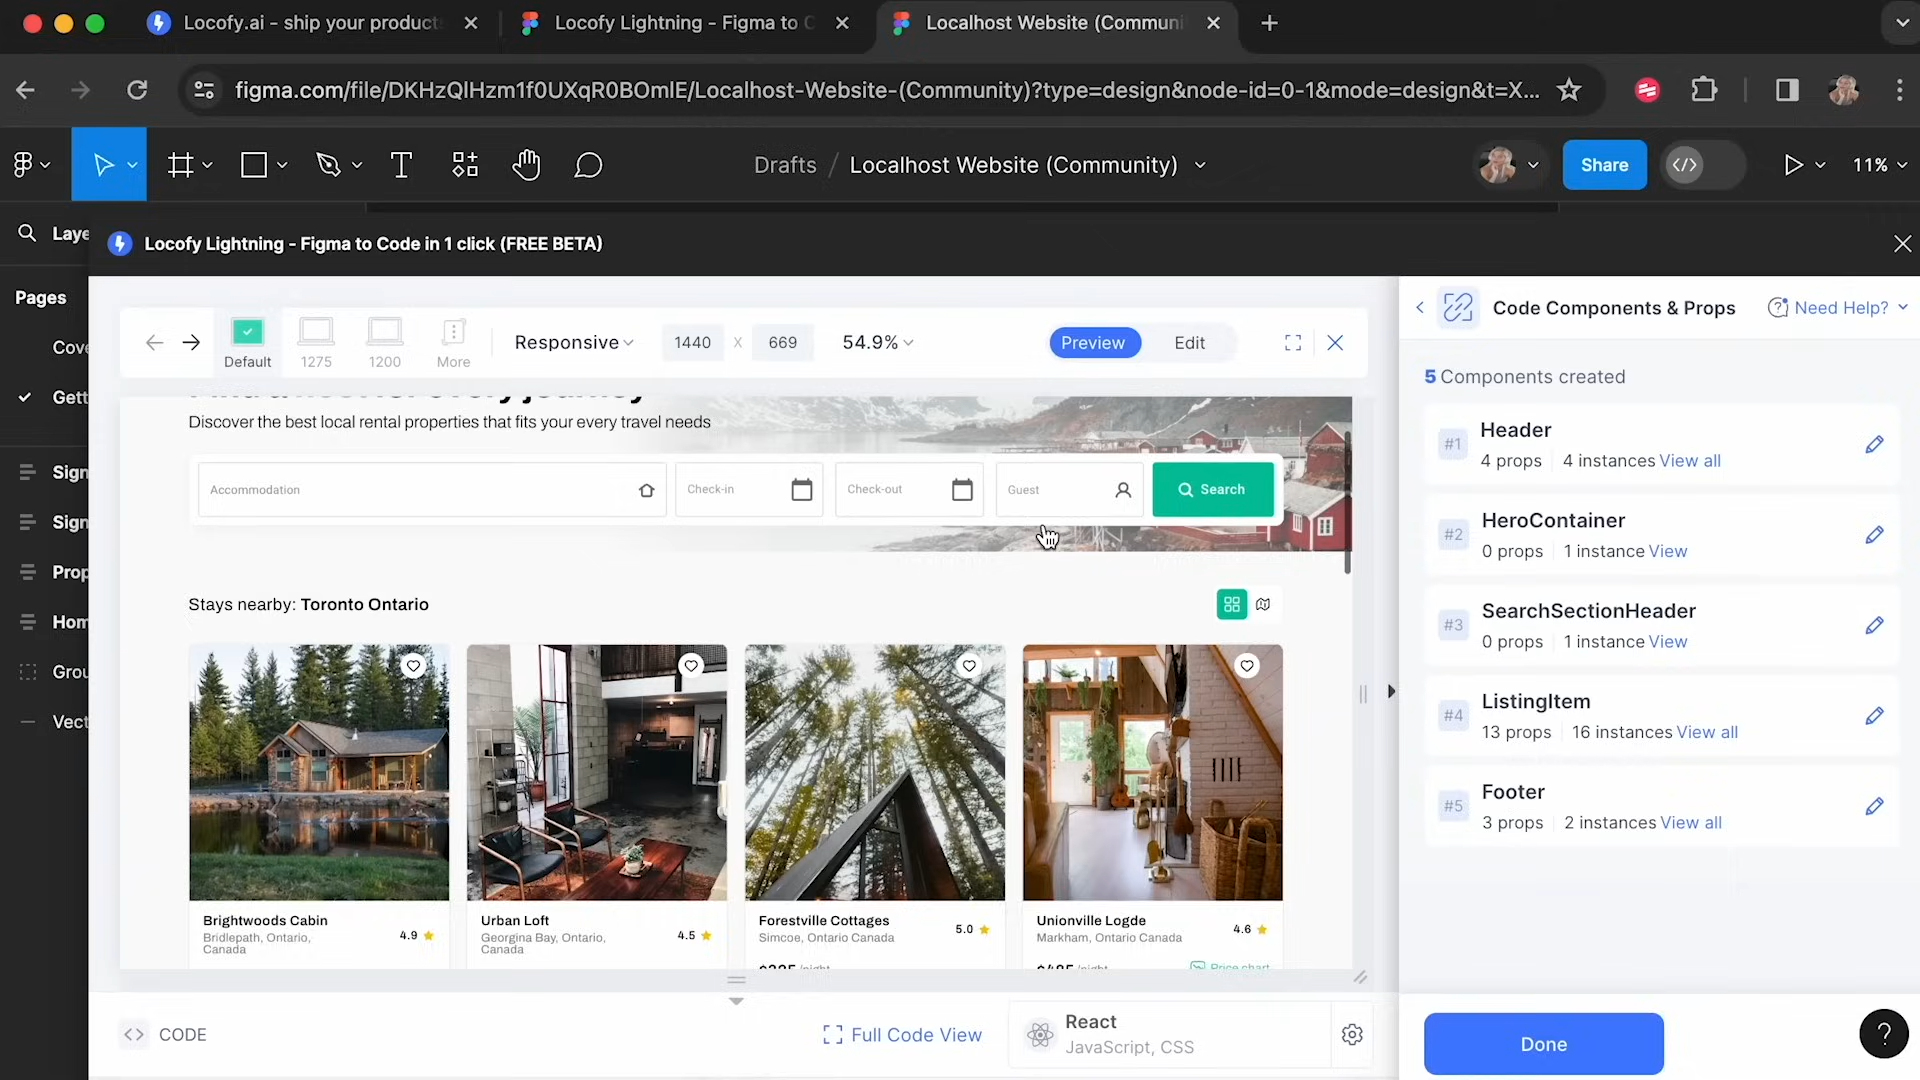 Locofy.ai - ship your product
Locofy Lightning - Figma to C
Localhost Website (Communi
figma.com/file/DKHzQlHzm1f0UXqR0BOmlE/Localhost-Website-(Community)?type=design&node-id=0-1&mode=design&t=X...
Drafts / Localhost Website (Community)
Share
11%
Laye
Locofy Lightning - Figma to Code in 1 click (FREE BETA)
Pages
Cove
Gett
Sign
Sign
Prop
Hom
Grou
Vect
Default
1275
1200
More
Responsive
1440 x 669
54.9%
Preview
Edit
Discover the best local rental properties that fits your every travel needs
Accommodation
Check-in
Check-out
Guest
Search
Stays nearby: Toronto Ontario
Brightwoods Cabin
Bridlepath, Ontario,
Canada
4.9
Urban Loft
Georgina Bay, Ontario,
Canada
4.5
Forestville Cottages
Simcoe, Ontario Canada
5.0
Unionville Logde
Markham, Ontario Canada
4.6
Price chart
CODE
Full Code View
React
JavaScript, CSS
Code Components & Props
Need Help?
5 Components created
#1
Header
4 props
4 instances View all
#2
HeroContainer
0 props
1 instance View
#3
SearchSectionHeader
0 props
1 instance View
#4
ListingItem
13 props
16 instances View all
#5
Footer
3 props
2 instances View all
Done
?